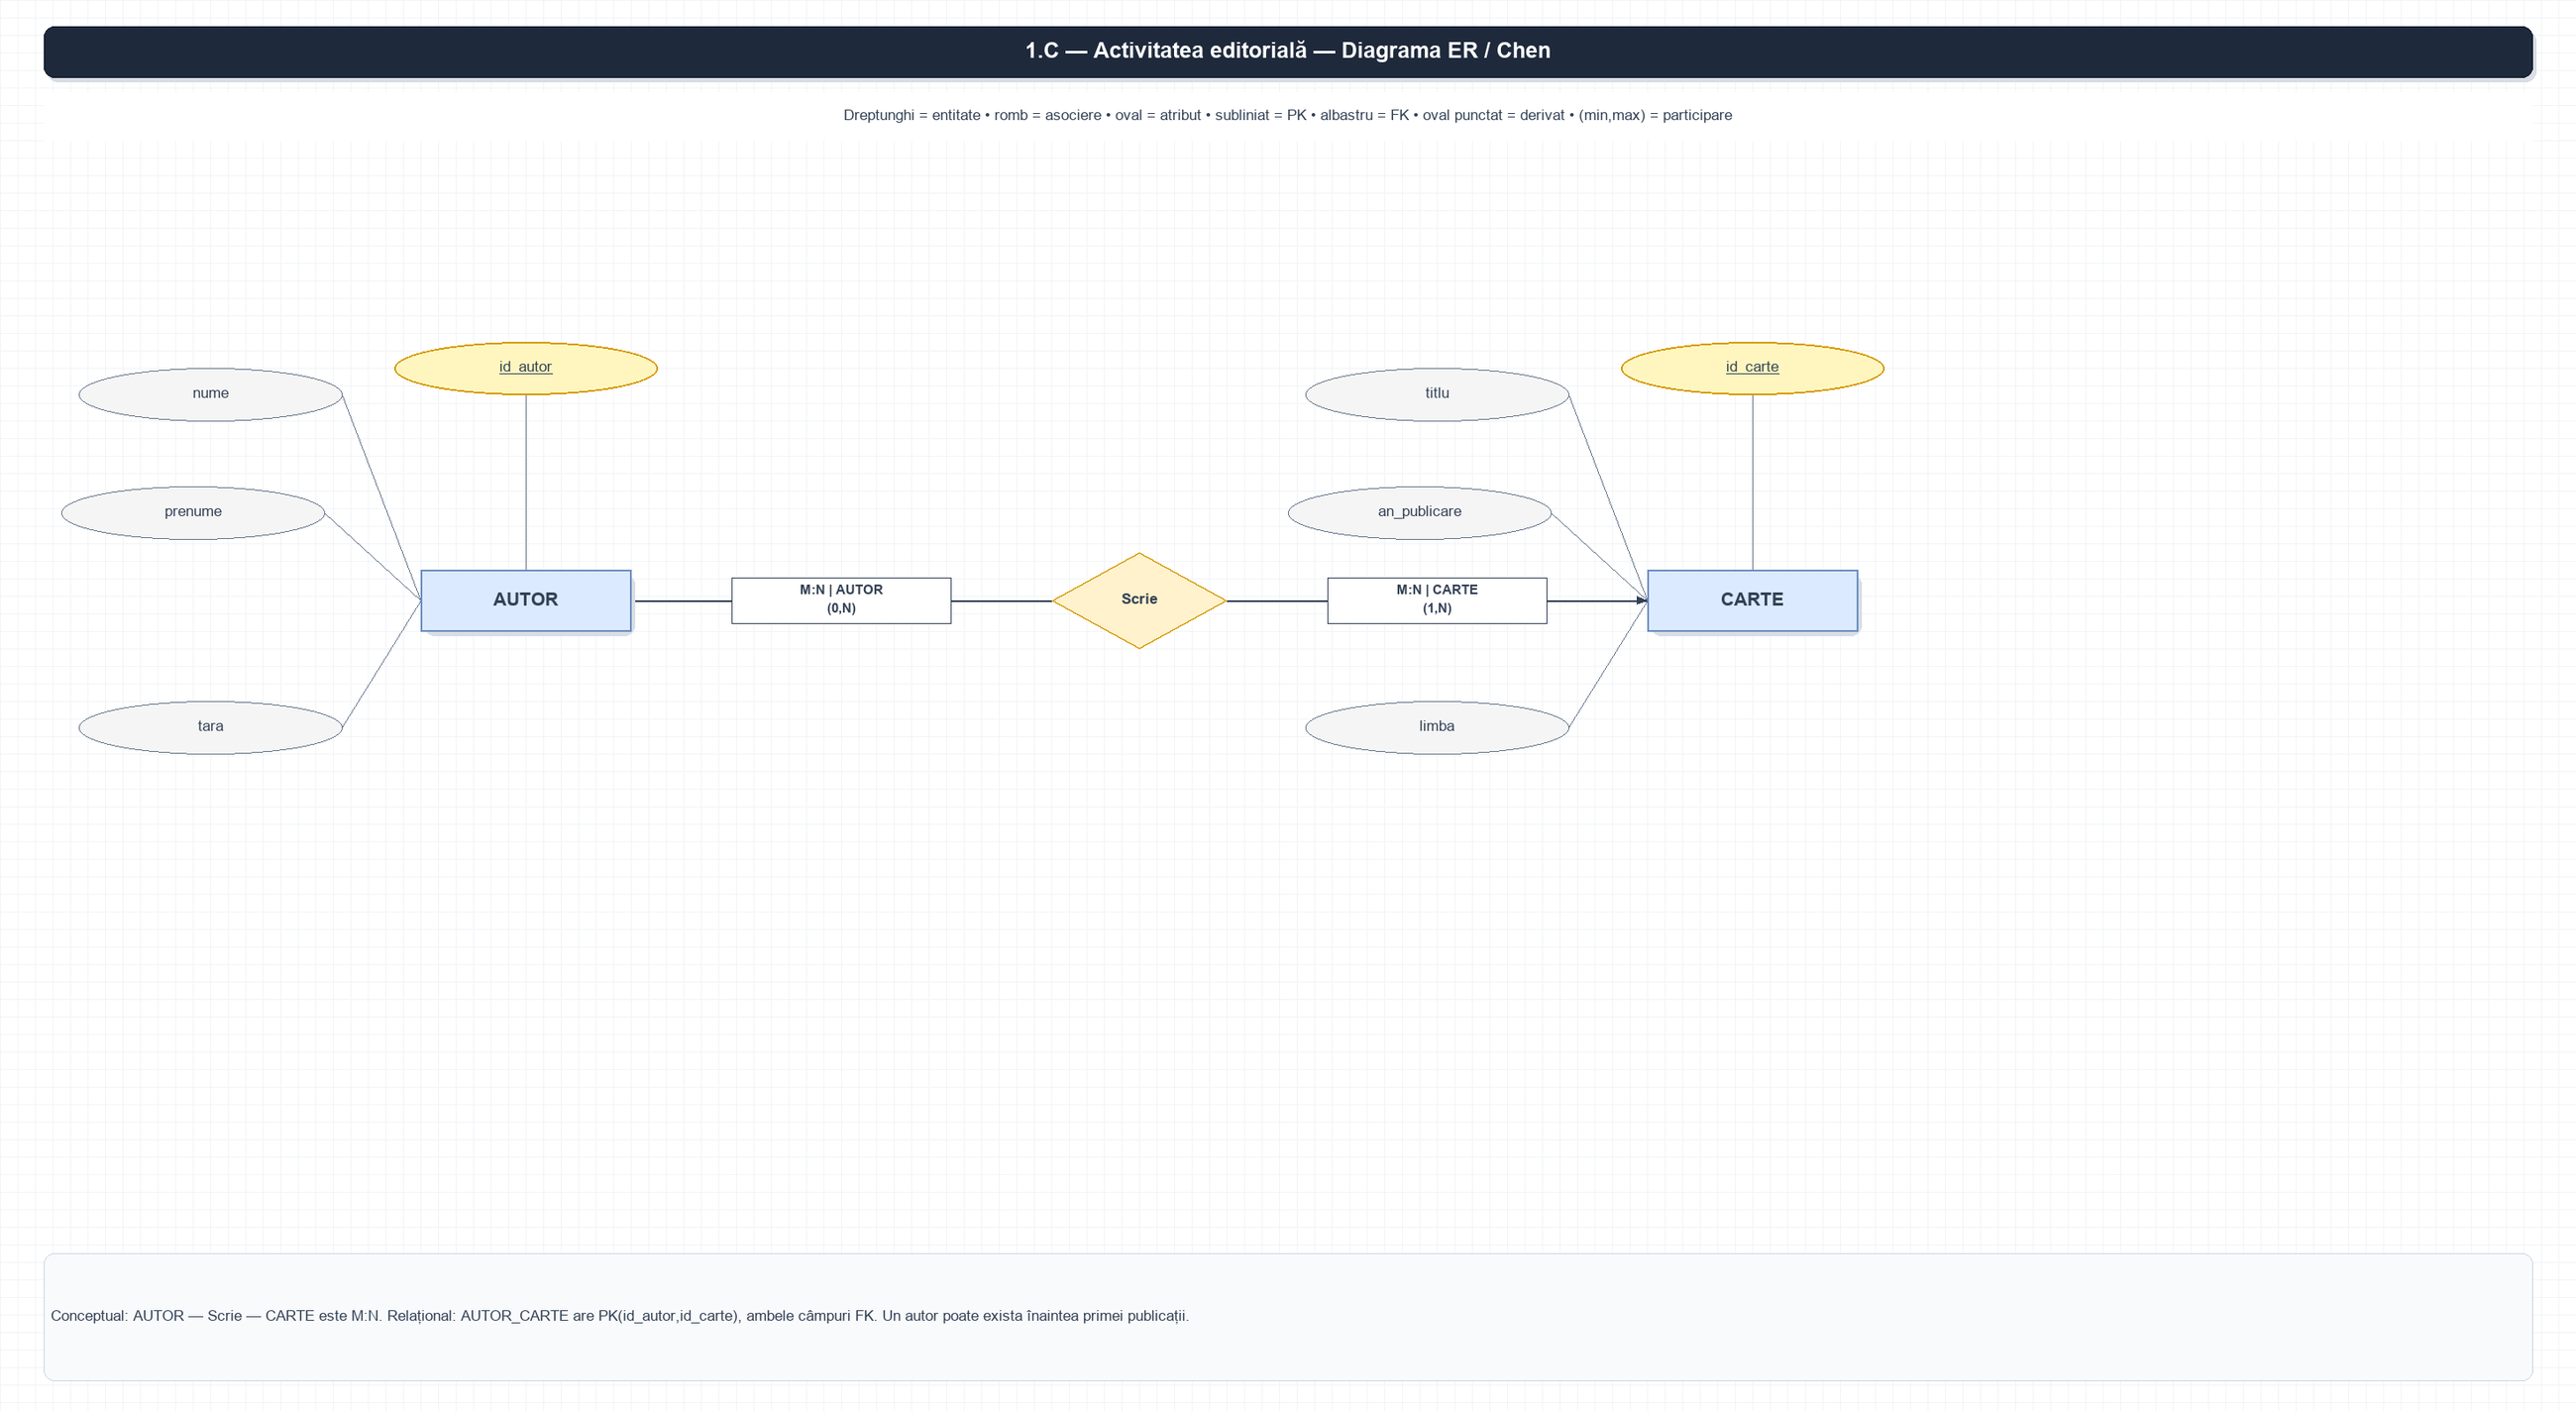 1.C — Activitatea editorială — Diagrama ER / Chen
Dreptunghi = entitate • romb = asociere • oval = atribut • subliniat = PK • albastru = FK • oval punctat = derivat • (min,max) = participare
id_autor
nume
prenume
AUTOR
tara
M:N | AUTOR
(0,N)
Scrie
M:N | CARTE
(1,N)
id_carte
titlu
an_publicare
CARTE
limba
Conceptual: AUTOR — Scrie — CARTE este M:N. Relațional: AUTOR_CARTE are PK(id_autor,id_carte), ambele câmpuri FK. Un autor poate exista înaintea primei publicații.